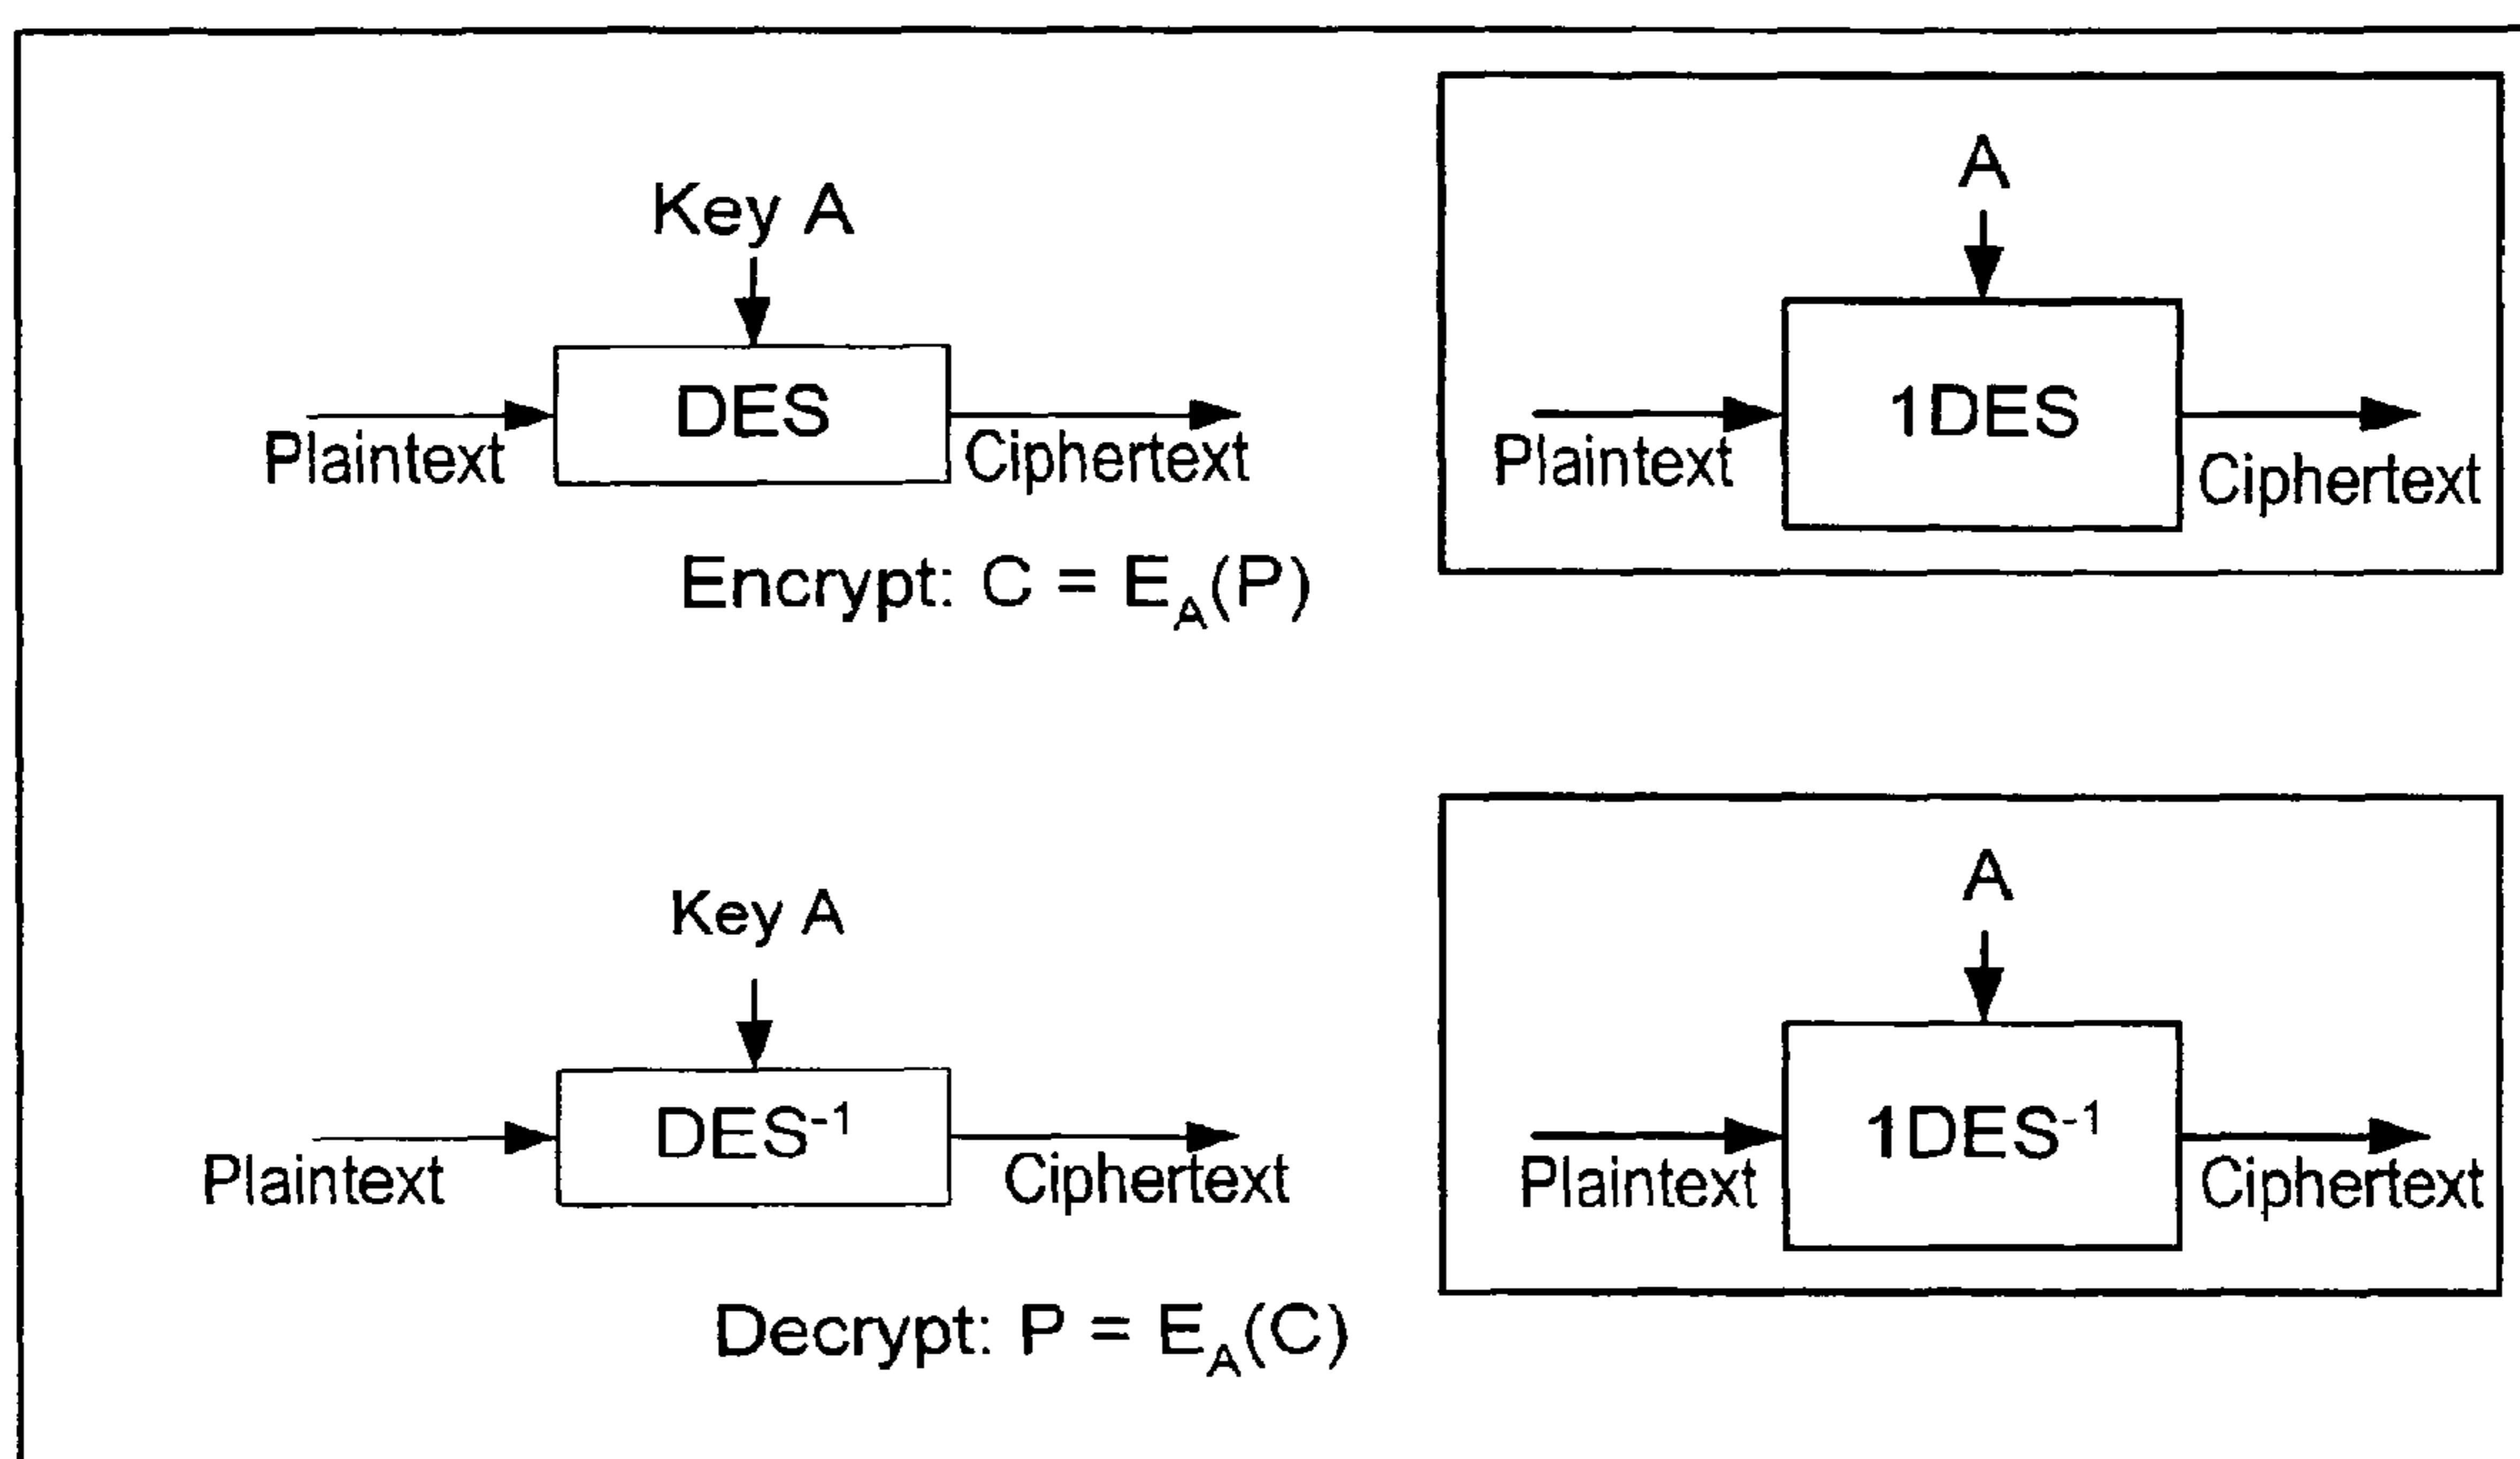 Key A
DES
Plaintext
Ciphertext
Encrypt: C = E_A(P)
A
1DES
Plaintext
Ciphertext
Key A
DES⁻¹
Plaintext
Ciphertext
Decrypt: P = E_A(C)
A
1DES⁻¹
Plaintext
Ciphertext